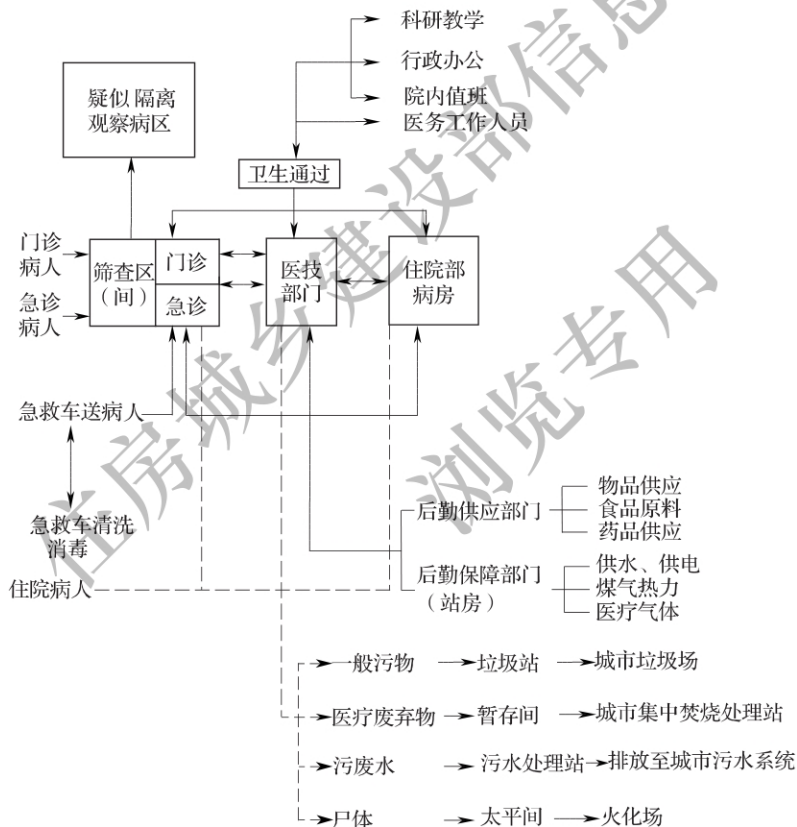 科研教学
行政办公
院内值班
医务工作人员
疑似 隔离
观察病区
卫生通过
门诊
病人
急诊
病人
筛查区
（间）
门诊
急诊
医技
部门
住院部
病房
急救车送病人
急救车清洗
消毒
住院病人
后勤供应部门
物品供应
食品原料
药品供应
后勤保障部门
（站房）
供水、供电
煤气热力
医疗气体
一般污物
垃圾站
城市垃圾场
医疗废弃物
暂存间
城市集中焚烧处理站
污废水
污水处理站
排放至城市污水系统
尸体
太平间
火化场
住房城乡建设部信息
浏览专用